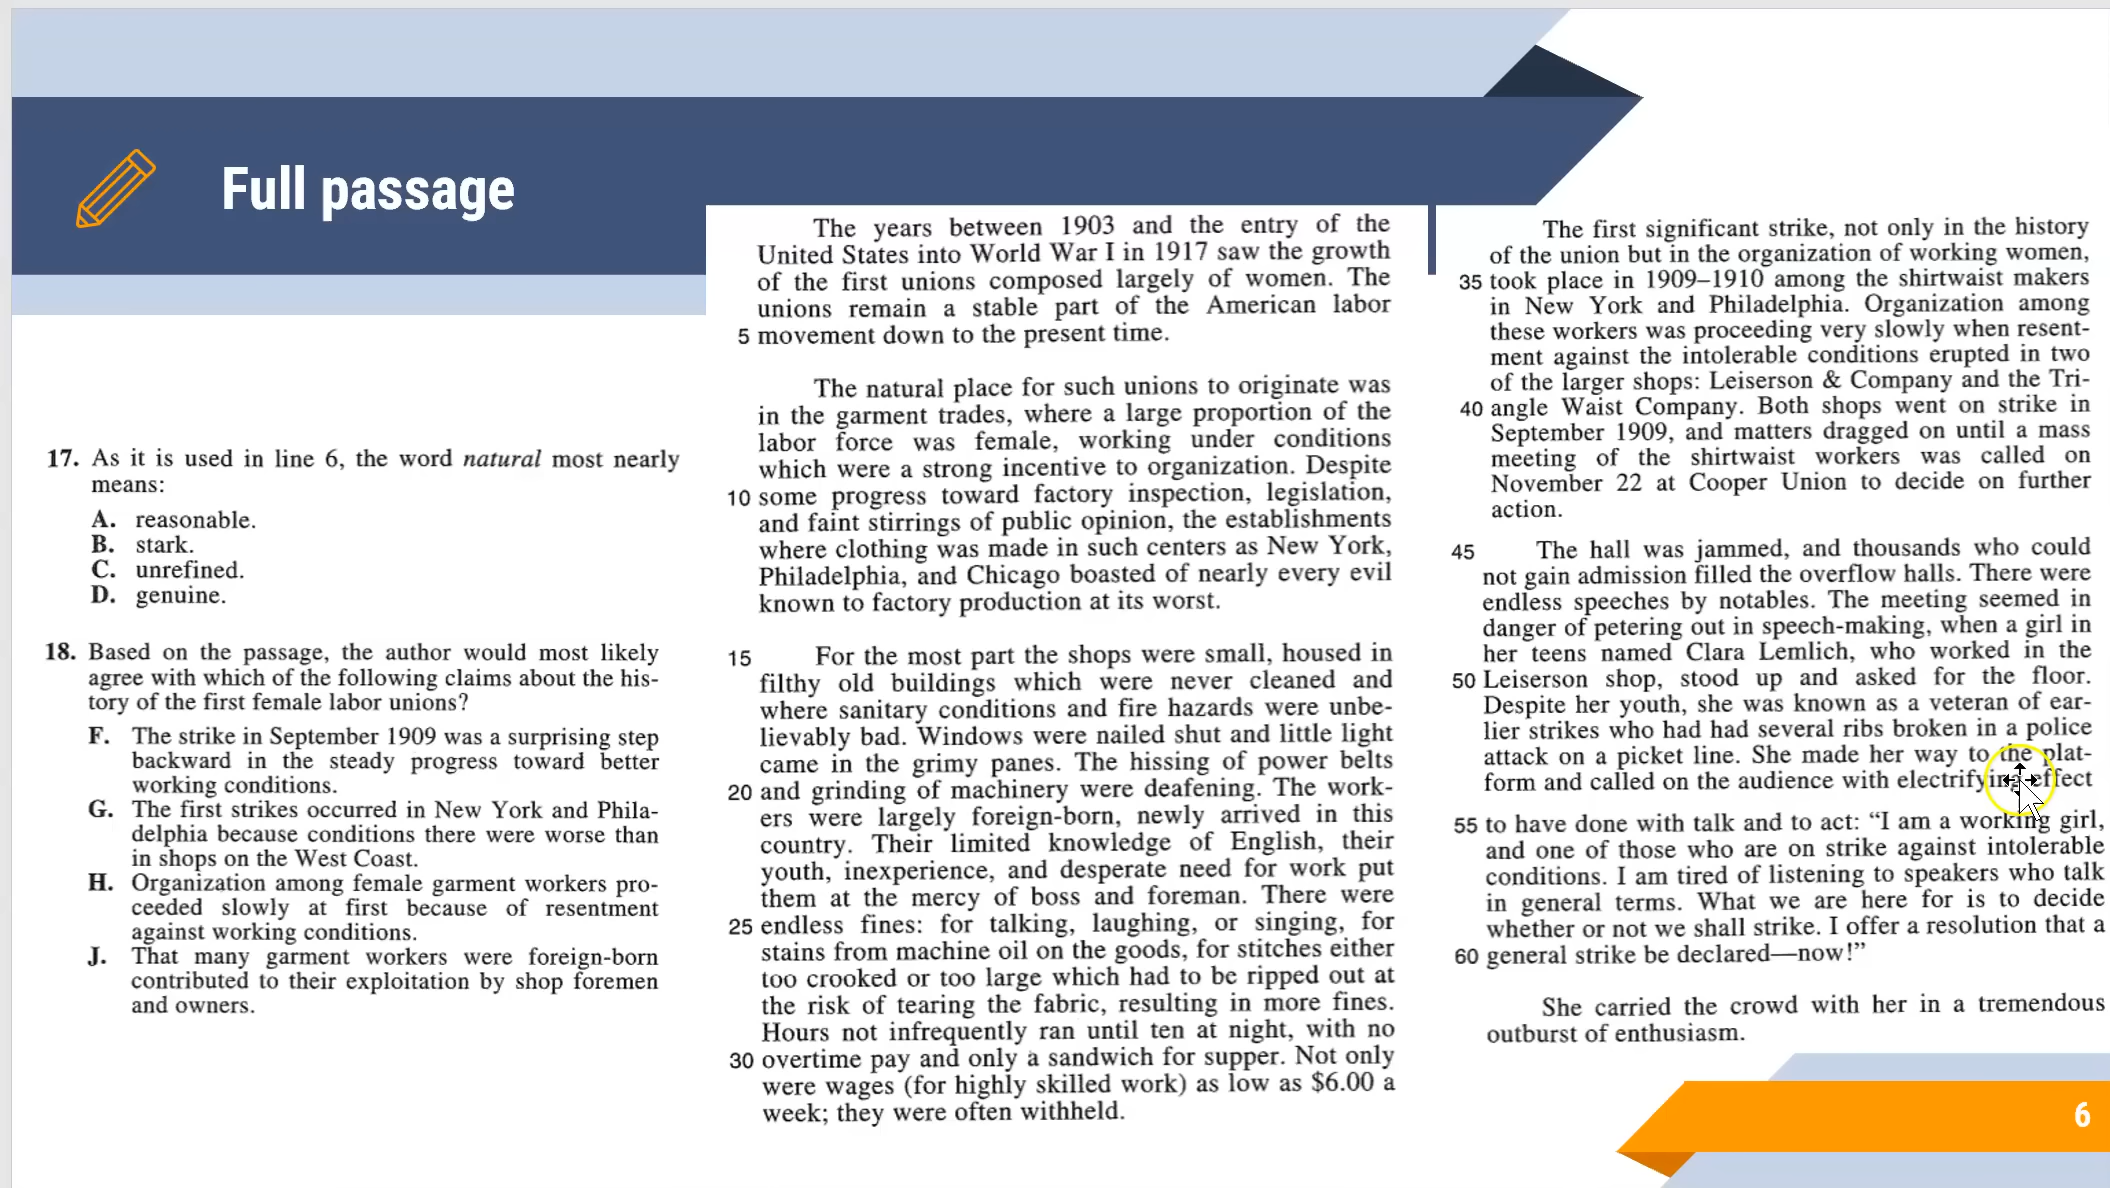 Full passage
17. As it is used in line 6, the word natural most nearly
means:
A. reasonable.
B. stark.
C. unrefined.
D. genuine.
18. Based on the passage, the author would most likely
agree with which of the following claims about the his-
tory of the first female labor unions?
F. The strike in September 1909 was a surprising step
backward in the steady progress toward better
working conditions.
G. The first strikes occurred in New York and Phila-
delphia because conditions there were worse than
in shops on the West Coast.
H. Organization among female garment workers pro-
ceeded slowly at first because of resentment
against working conditions.
J. That many garment workers were foreign-born
contributed to their exploitation by shop foremen
and owners.
The years between 1903 and the entry of the
United States into World War I in 1917 saw the growth
of the first unions composed largely of women. The
unions remain a stable part of the American labor
5 movement down to the present time.
The natural place for such unions to originate was
in the garment trades, where a large proportion of the
labor force was female, working under conditions
which were a strong incentive to organization. Despite
10 some progress toward factory inspection, legislation,
and faint stirrings of public opinion, the establishments
where clothing was made in such centers as New York,
Philadelphia, and Chicago boasted of nearly every evil
known to factory production at its worst.
15 For the most part the shops were small, housed in
filthy old buildings which were never cleaned and
where sanitary conditions and fire hazards were unbe-
lievably bad. Windows were nailed shut and little light
came in the grimy panes. The hissing of power belts
20 and grinding of machinery were deafening. The work-
ers were largely foreign-born, newly arrived in this
country. Their limited knowledge of English, their
youth, inexperience, and desperate need for work put
them at the mercy of boss and foreman. There were
25 endless fines: for talking, laughing, or singing, for
stains from machine oil on the goods, for stitches either
too crooked or too large which had to be ripped out at
the risk of tearing the fabric, resulting in more fines.
Hours not infrequently ran until ten at night, with no
30 overtime pay and only a sandwich for supper. Not only
were wages (for highly skilled work) as low as $6.00 a
week; they were often withheld.
The first significant strike, not only in the history
of the union but in the organization of working women,
35 took place in 1909–1910 among the shirtwaist makers
in New York and Philadelphia. Organization among
these workers was proceeding very slowly when resent-
ment against the intolerable conditions erupted in two
of the larger shops: Leiserson & Company and the Tri-
40 angle Waist Company. Both shops went on strike in
September 1909, and matters dragged on until a mass
meeting of the shirtwaist workers was called on
November 22 at Cooper Union to decide on further
action.
45 The hall was jammed, and thousands who could
not gain admission filled the overflow halls. There were
endless speeches by notables. The meeting seemed in
danger of petering out in speech-making, when a girl in
her teens named Clara Lemlich, who worked in the
50 Leiserson shop, stood up and asked for the floor.
Despite her youth, she was known as a veteran of ear-
lier strikes who had had several ribs broken in a police
attack on a picket line. She made her way to the plat-
form and called on the audience with electrifying effect
55 to have done with talk and to act: “I am a working girl,
and one of those who are on strike against intolerable
conditions. I am tired of listening to speakers who talk
in general terms. What we are here for is to decide
whether or not we shall strike. I offer a resolution that a
60 general strike be declared—now!”
She carried the crowd with her in a tremendous
outburst of enthusiasm.
6